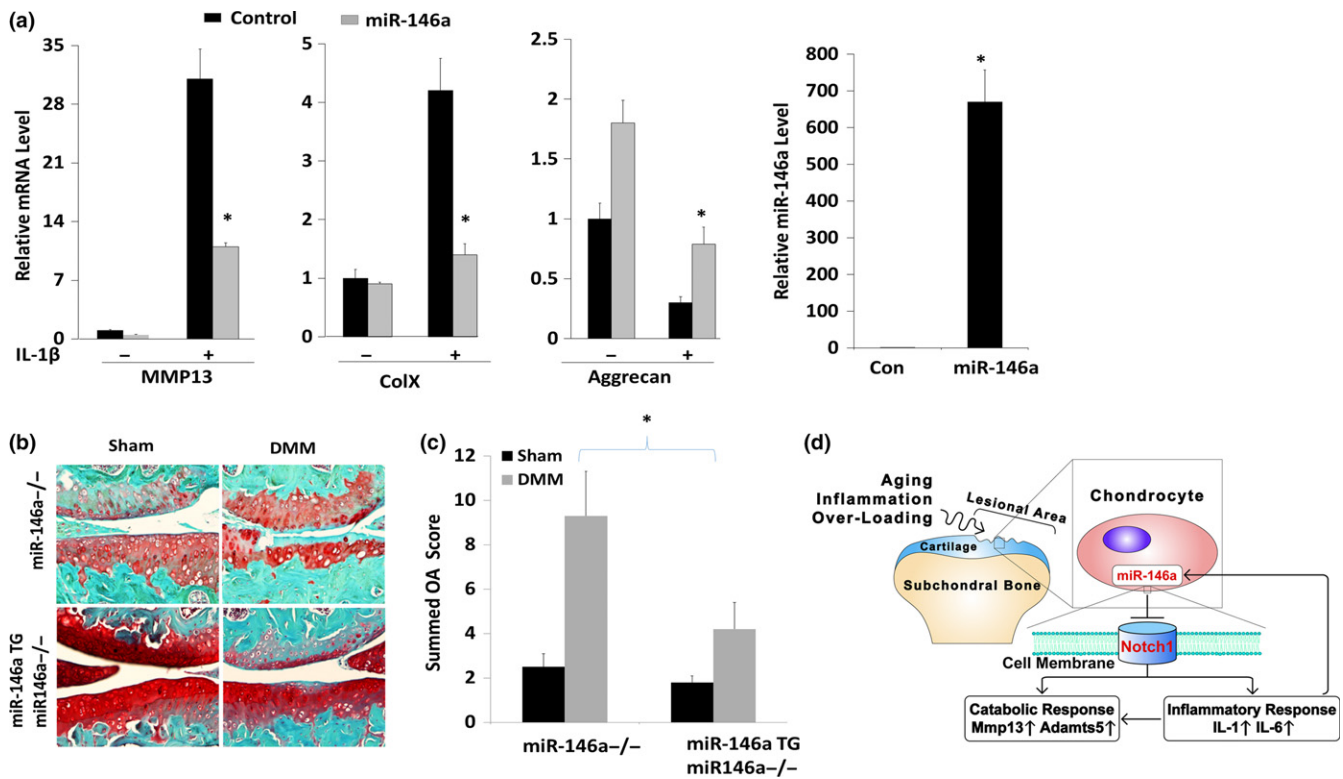 (a)
Control
miR-146a
Relative mRNA Level
35
28
21
14
7
0
IL-1β
–
+
MMP13
5
4
3
2
1
0
–
+
ColX
2.5
2
1.5
1
0.5
0
–
+
Aggrecan
*
*
*
Relative miR-146a Level
800
700
600
500
400
300
200
100
0
*
Con
miR-146a
(b)
Sham
DMM
miR-146a–/–
miR-146a TG
miR146a–/–
(c)
*
Sham
DMM
Summed OA Score
12
10
8
6
4
2
0
miR-146a–/–
miR-146a TG
miR146a–/–
(d)
Aging
Inflammation
Over-Loading
Lesional Area
Cartilage
Subchondral Bone
Chondrocyte
miR-146a
Notch1
Cell Membrane
Catabolic Response
Mmp13↑ Adamts5↑
Inflammatory Response
IL-1↑ IL-6↑